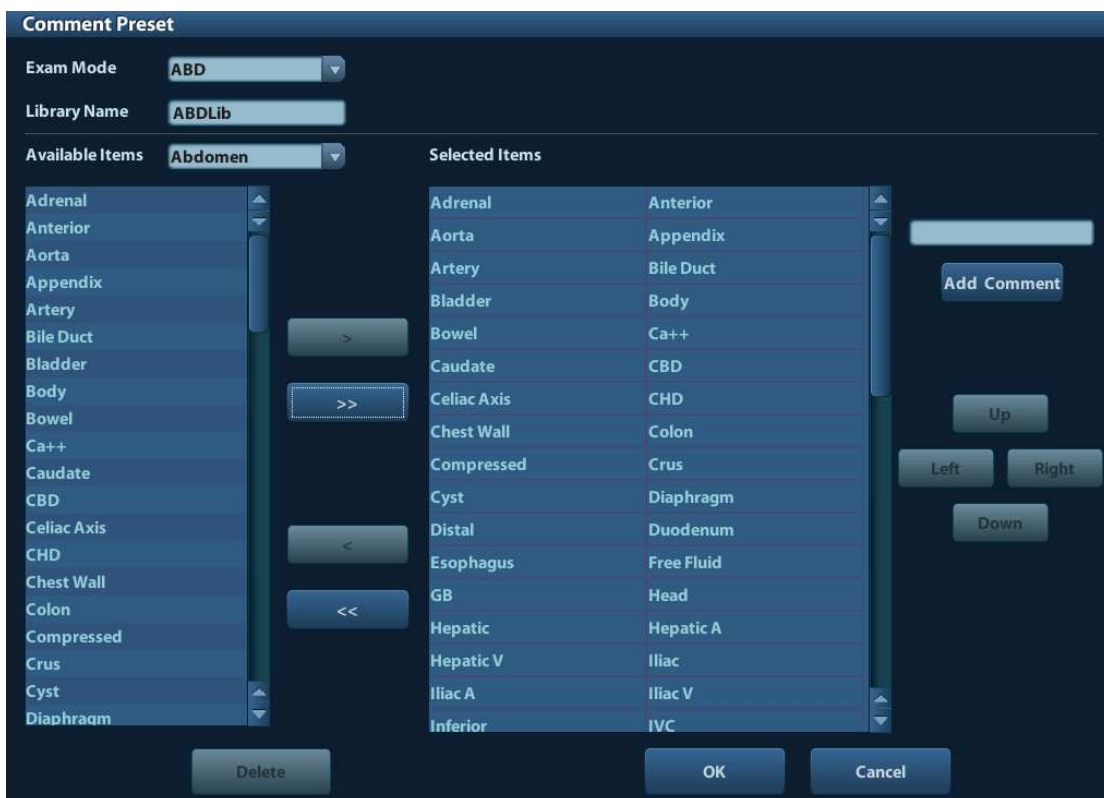 Comment Preset
Exam Mode ABD
Library Name ABDLib
Available Items Abdomen
Adrenal
Anterior
Aorta
Appendix
Artery
Bile Duct
Bladder
Body
Bowel
Ca++
Caudate
CBD
Celiac Axis
CHD
Chest Wall
Colon
Compressed
Crus
Cyst
Diaphragm
>
>>
<
<<
Selected Items
Adrenal Anterior
Aorta Appendix
Artery Bile Duct
Bladder Body
Bowel Ca++
Caudate CBD
Celiac Axis CHD
Chest Wall Colon
Compressed Crus
Cyst Diaphragm
Distal Duodenum
Esophagus Free Fluid
GB Head
Hepatic Hepatic A
Hepatic V Iliac
Iliac A Iliac V
Inferior IVC
Add Comment
Up
Left Right
Down
Delete OK Cancel